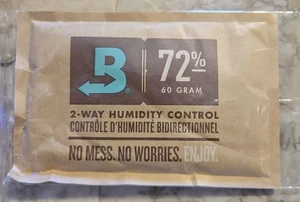 B 72%
60 GRAM
2-WAY HUMIDITY CONTROL
CONTRÔLE D'HUMIDITÉ BIDIRECTIONNEL
NO MESS. NO WORRIES. ENJOY.